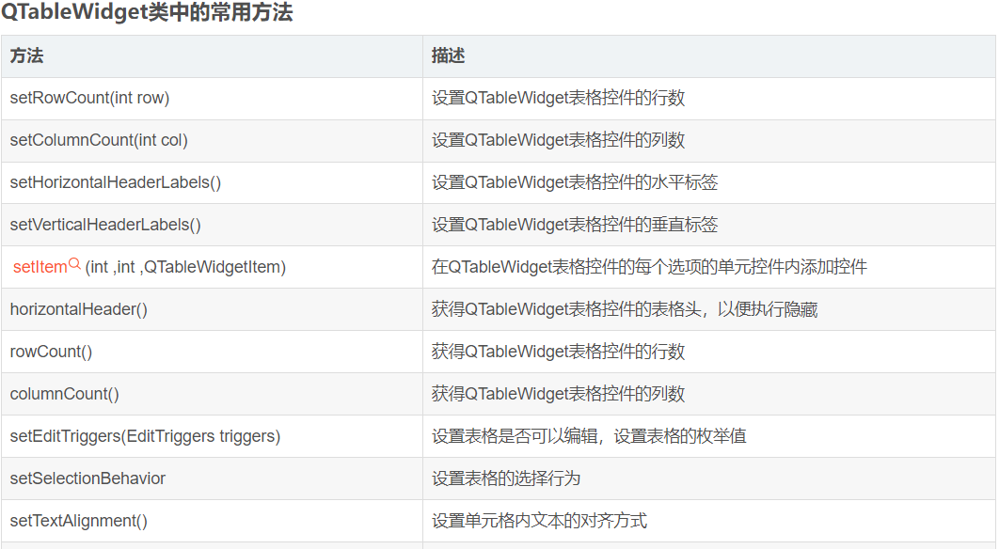 QTableWidget类中的常用方法
方法 描述
setRowCount(int row) 设置QTableWidget表格控件的行数
setColumnCount(int col) 设置QTableWidget表格控件的列数
setHorizontalHeaderLabels() 设置QTableWidget表格控件的水平标签
setVerticalHeaderLabels() 设置QTableWidget表格控件的垂直标签
setItem (int ,int ,QTableWidgetItem) 在QTableWidget表格控件的每个选项的单元控件内添加控件
horizontalHeader() 获得QTableWidget表格控件的表格头，以便执行隐藏
rowCount() 获得QTableWidget表格控件的行数
columnCount() 获得QTableWidget表格控件的列数
setEditTriggers(EditTriggers triggers) 设置表格是否可以编辑，设置表格的枚举值
setSelectionBehavior 设置表格的选择行为
setTextAlignment() 设置单元格内文本的对齐方式